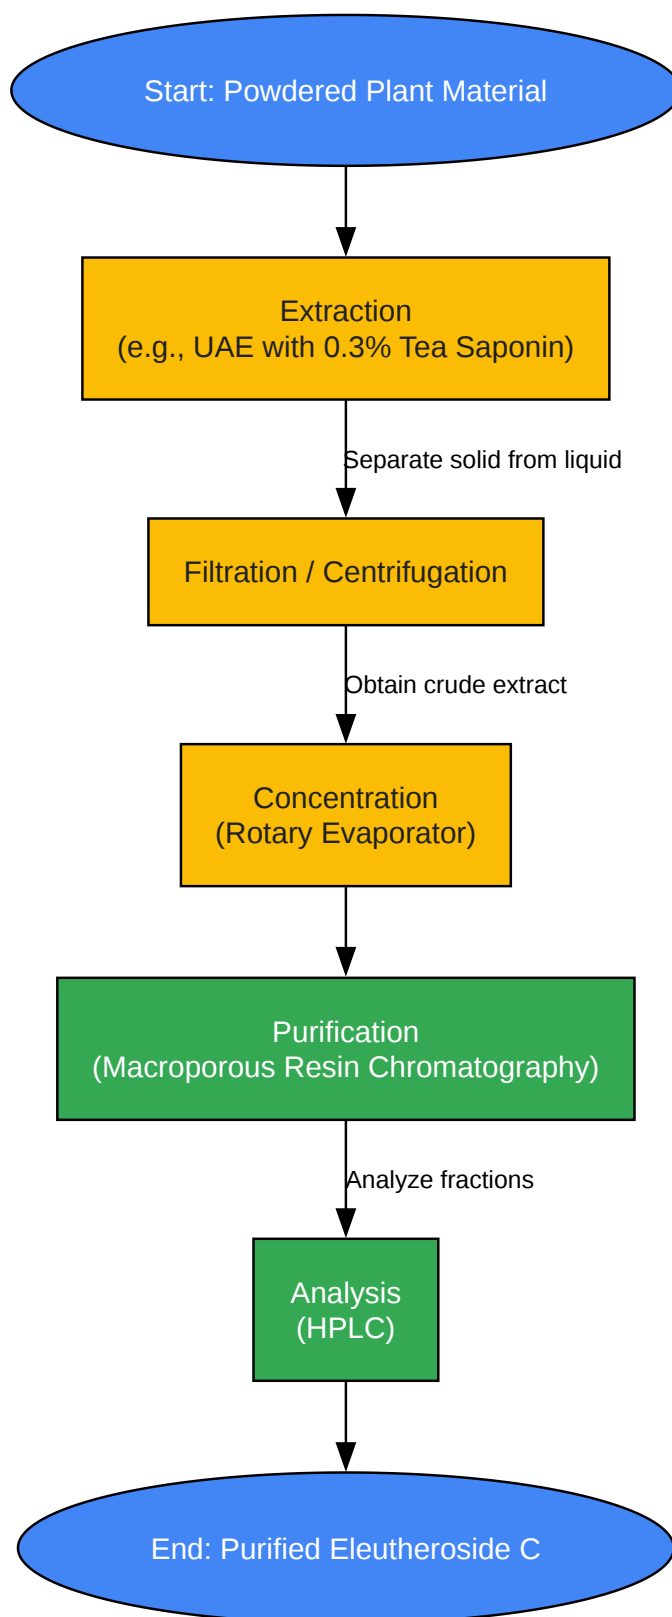 Start: Powdered Plant Material
Extraction
(e.g., UAE with 0.3% Tea Saponin)
Separate solid from liquid
Filtration / Centrifugation
Obtain crude extract
Concentration
(Rotary Evaporator)
Purification
(Macroporous Resin Chromatography)
Analyze fractions
Analysis
(HPLC)
End: Purified Eleutheroside C